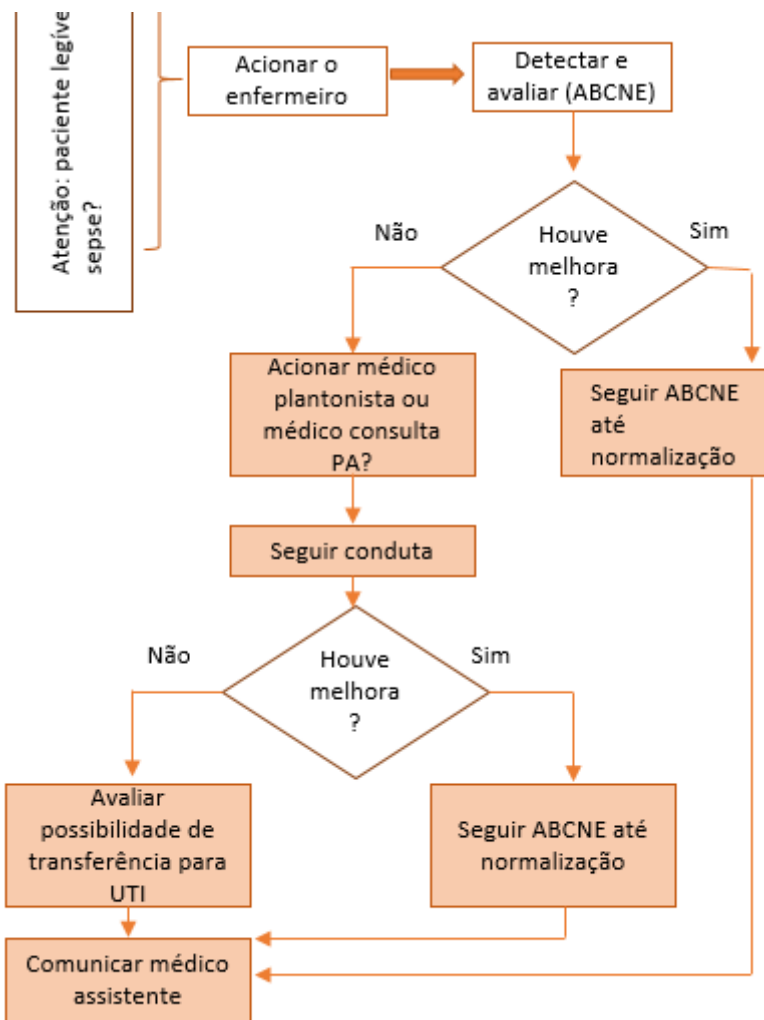 Atenção: paciente legíve
sepse?
Acionar o
enfermeiro
Detectar e
avaliar (ABCNE)
Houve
melhora
?
Não
Sim
Acionar médico
plantonista ou
médico consulta
PA?
Seguir ABCNE
até
normalização
Seguir conduta
Houve
melhora
?
Não
Sim
Avaliar
possibilidade de
transferência para
UTI
Seguir ABCNE até
normalização
Comunicar médico
assistente